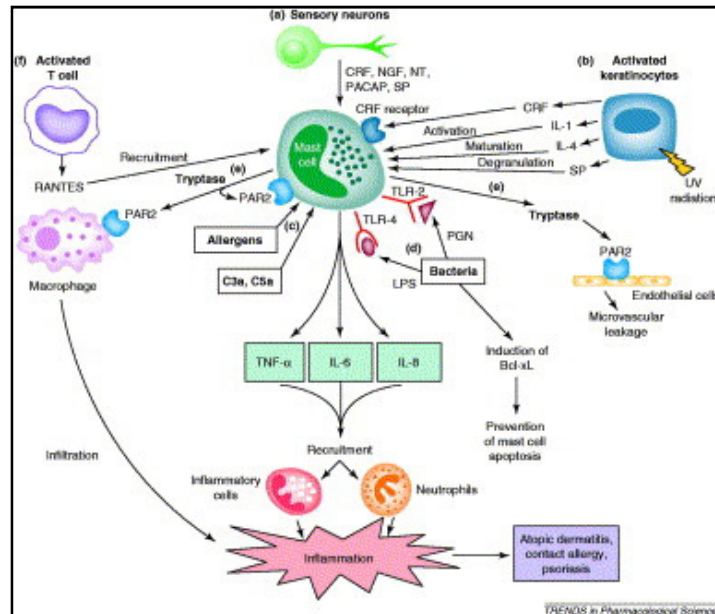 (a) Sensory neurons
CRF, NGF, NT,
PACAP, SP
(f) Activated
T cell
(b) Activated
keratinocytes
CRF receptor
CRF
Activation
IL-1
Maturation
IL-4
Degranulation
SP
UV
radiation
Mast
cell
Recruitment
RANTES
Tryptase
(e)
PAR2
PAR2
TLR-2
TLR-4
(e)
Tryptase
PAR2
Endothelial cells
Microvascular
leakage
Macrophage
Allergens
(c)
C3a, C5a
(d)
LPS
PGN
Bacteria
TNF-α
IL-6
IL-8
Induction of
Bcl-xL
Prevention
of mast cell
apoptosis
Infiltration
Recruitment
Inflammatory
cells
Neutrophils
Inflammation
Atopic dermatitis,
contact allergy,
psoriasis
TRENDS in Pharmacological Sciences